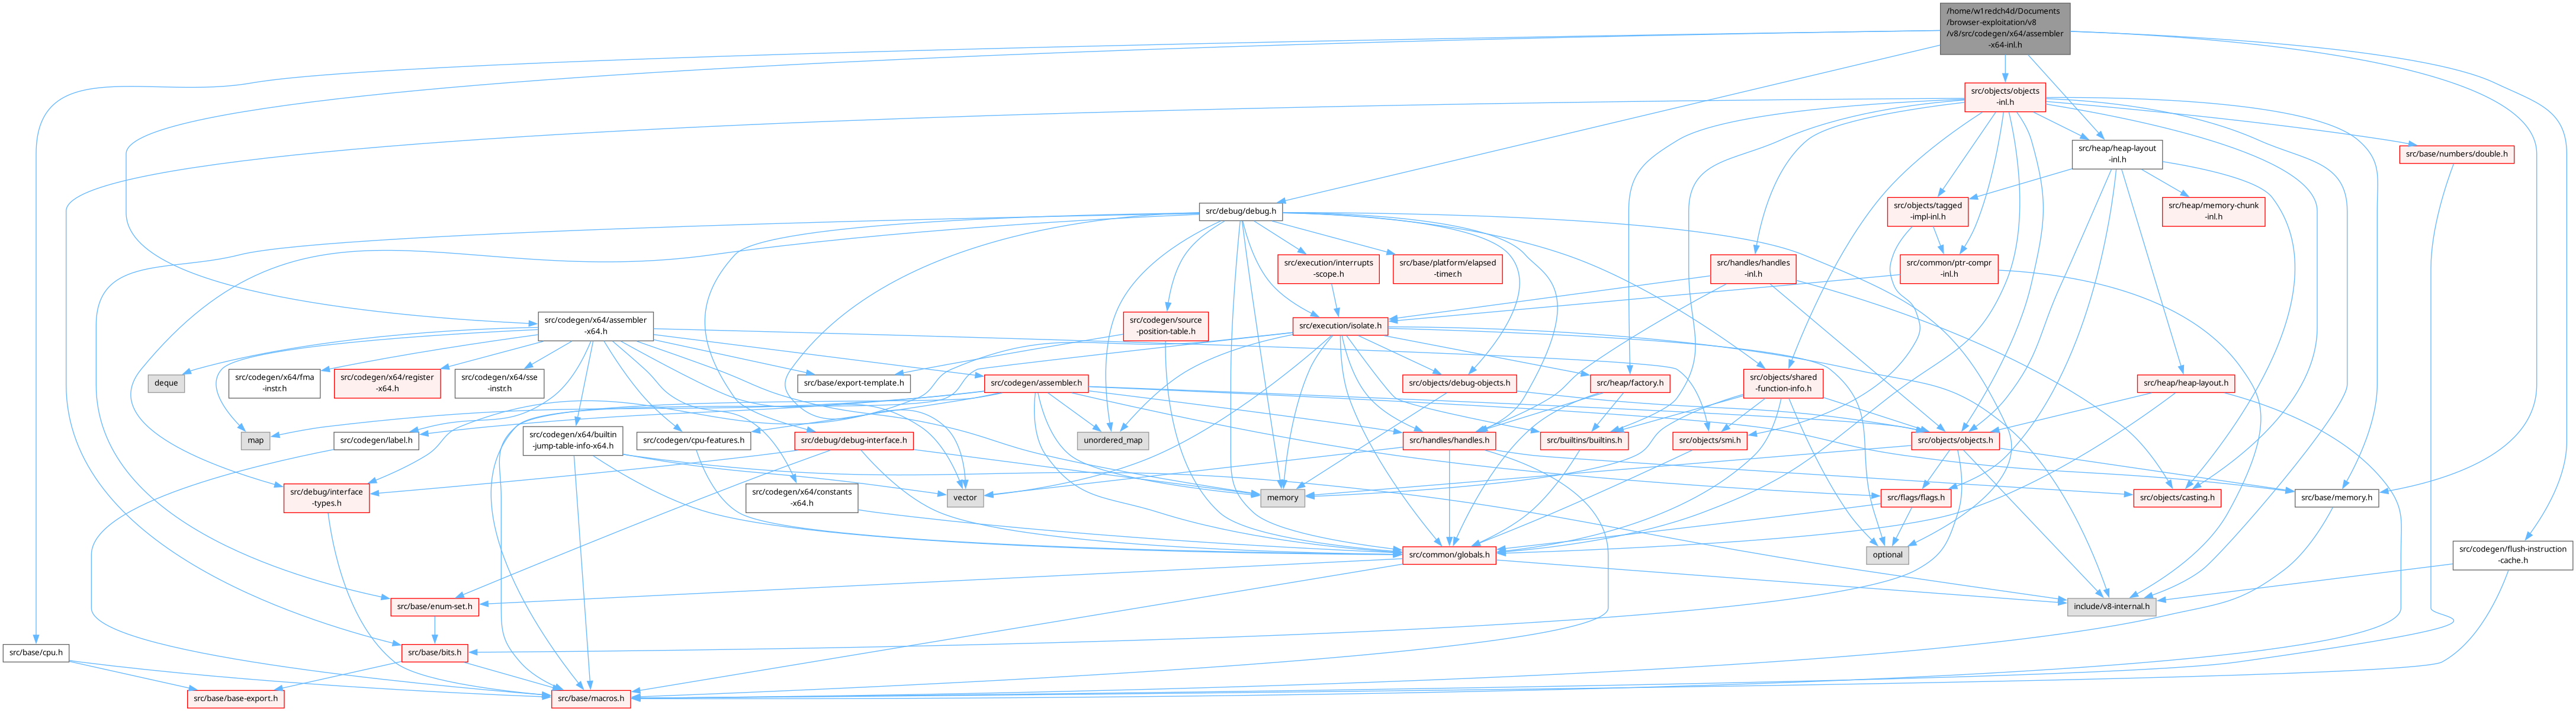 /home/w1redch4d/Documents
/browser-exploitation/v8
/v8/src/codegen/x64/assembler
-x64-inl.h
src/objects/objects
-inl.h
src/heap/heap-layout
-inl.h
src/base/numbers/double.h
src/debug/debug.h
src/objects/tagged
-impl-inl.h
src/heap/memory-chunk
-inl.h
src/execution/interrupts
-scope.h
src/base/platform/elapsed
-timer.h
src/handles/handles
-inl.h
src/common/ptr-compr
-inl.h
src/codegen/x64/assembler
-x64.h
src/codegen/source
-position-table.h
src/execution/isolate.h
deque
src/codegen/x64/fma
-instr.h
src/codegen/x64/register
-x64.h
src/codegen/x64/sse
-instr.h
src/base/export-template.h
src/codegen/assembler.h
src/objects/debug-objects.h
src/heap/factory.h
src/objects/shared
-function-info.h
src/heap/heap-layout.h
map
src/codegen/label.h
src/codegen/x64/builtin
-jump-table-info-x64.h
src/codegen/cpu-features.h
src/debug/debug-interface.h
unordered_map
src/handles/handles.h
src/builtins/builtins.h
src/objects/smi.h
src/objects/objects.h
src/debug/interface
-types.h
src/codegen/x64/constants
-x64.h
vector
memory
src/flags/flags.h
src/objects/casting.h
src/base/memory.h
src/common/globals.h
optional
src/codegen/flush-instruction
-cache.h
src/base/enum-set.h
include/v8-internal.h
src/base/cpu.h
src/base/bits.h
src/base/base-export.h
src/base/macros.h